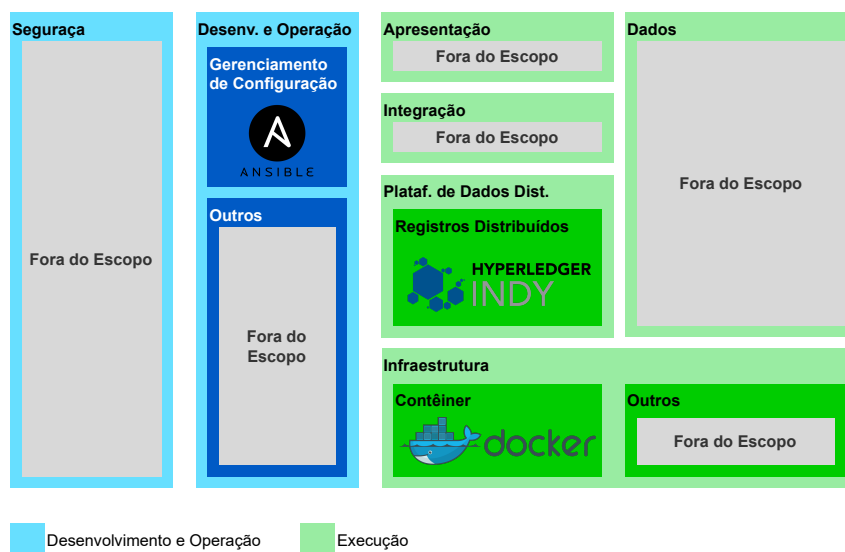 Seguraça
Fora do Escopo
Desenv. e Operação
Gerenciamento
de Configuração
ANSIBLE
Outros
Fora do
Escopo
Apresentação
Fora do Escopo
Integração
Fora do Escopo
Plataf. de Dados Dist.
Registros Distribuídos
HYPERLEDGER
INDY
Dados
Fora do Escopo
Infraestrutura
Contêiner
docker
Outros
Fora do Escopo
Desenvolvimento e Operação
Execução